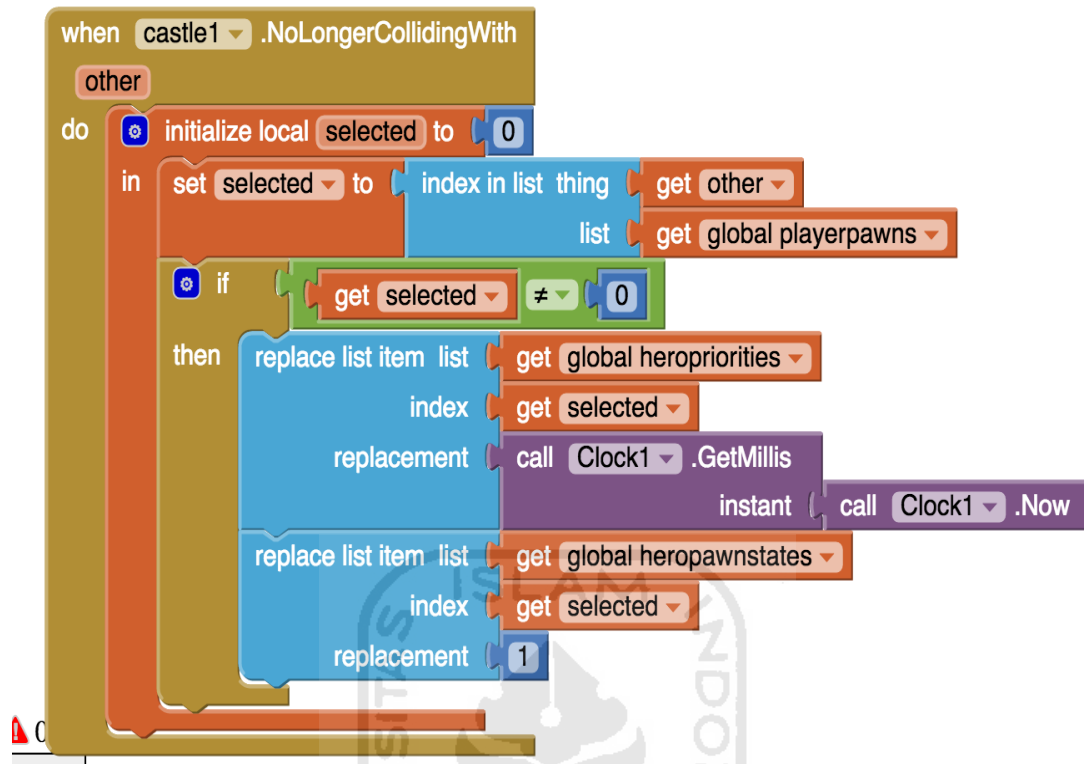 when castle1 .NoLongerCollidingWith
other
do initialize local selected to 0
in set selected to index in list thing get other
list get global playerpawns
if get selected ≠ 0
then replace list item list get global heropriorities
index get selected
replacement call Clock1 .GetMillis
instant call Clock1 .Now
replace list item list get global heropawnstates
index get selected
replacement 1
ISLAM